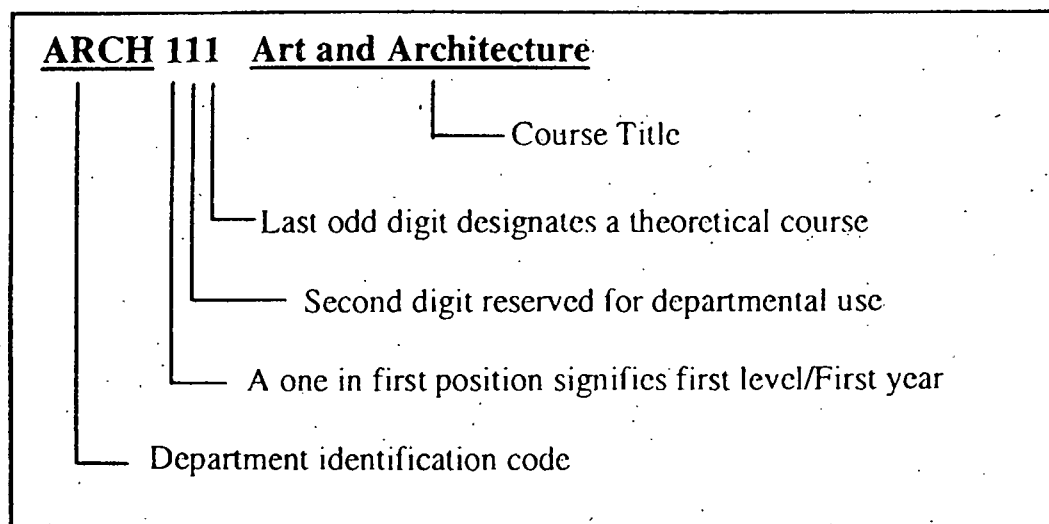 ARCH 111 Art and Architecture
Course Title
Last odd digit designates a theoretical course
Second digit reserved for departmental use
A one in first position signifies first level/First year
Department identification code